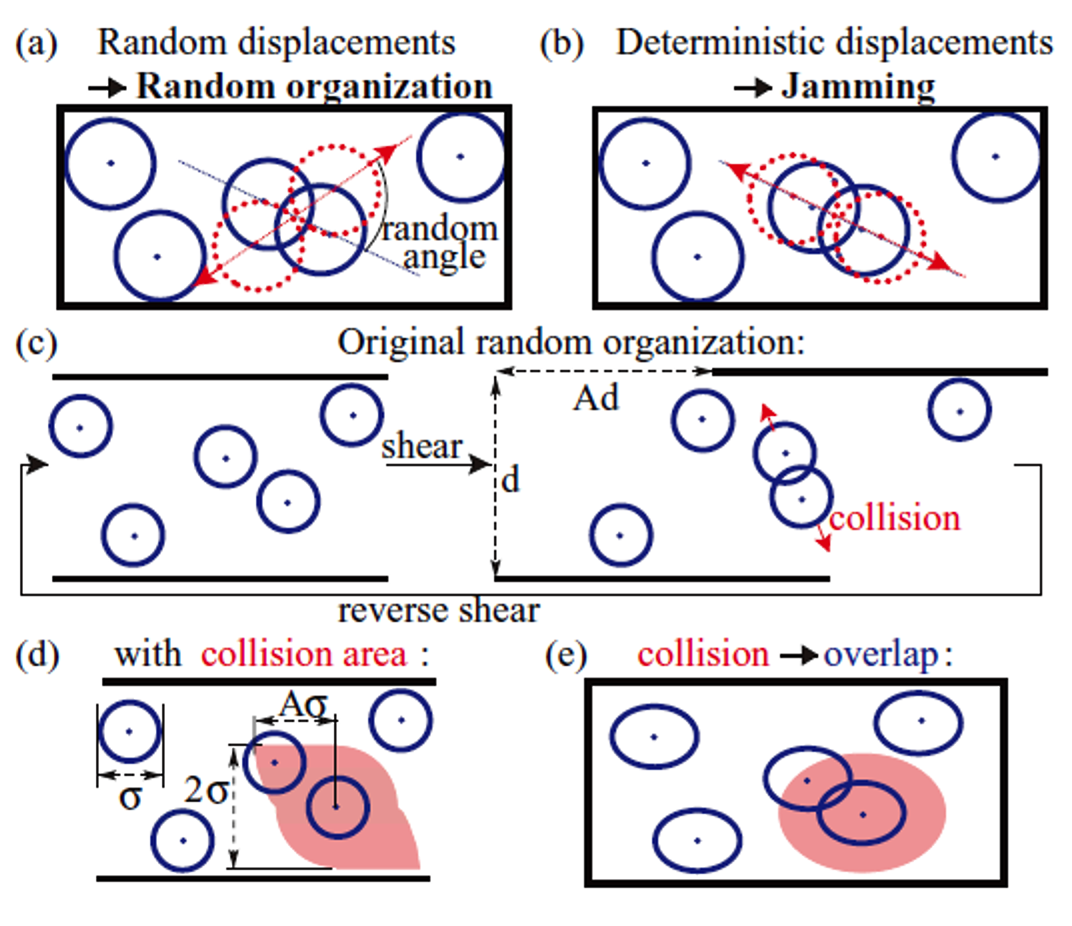 (a) Random displacements
→ Random organization
(b) Deterministic displacements
→ Jamming
random
angle
(c) Original random organization:
Ad
shear
d
collision
reverse shear
(d) with collision area :
Aσ
2σ
σ
(e) collision → overlap :